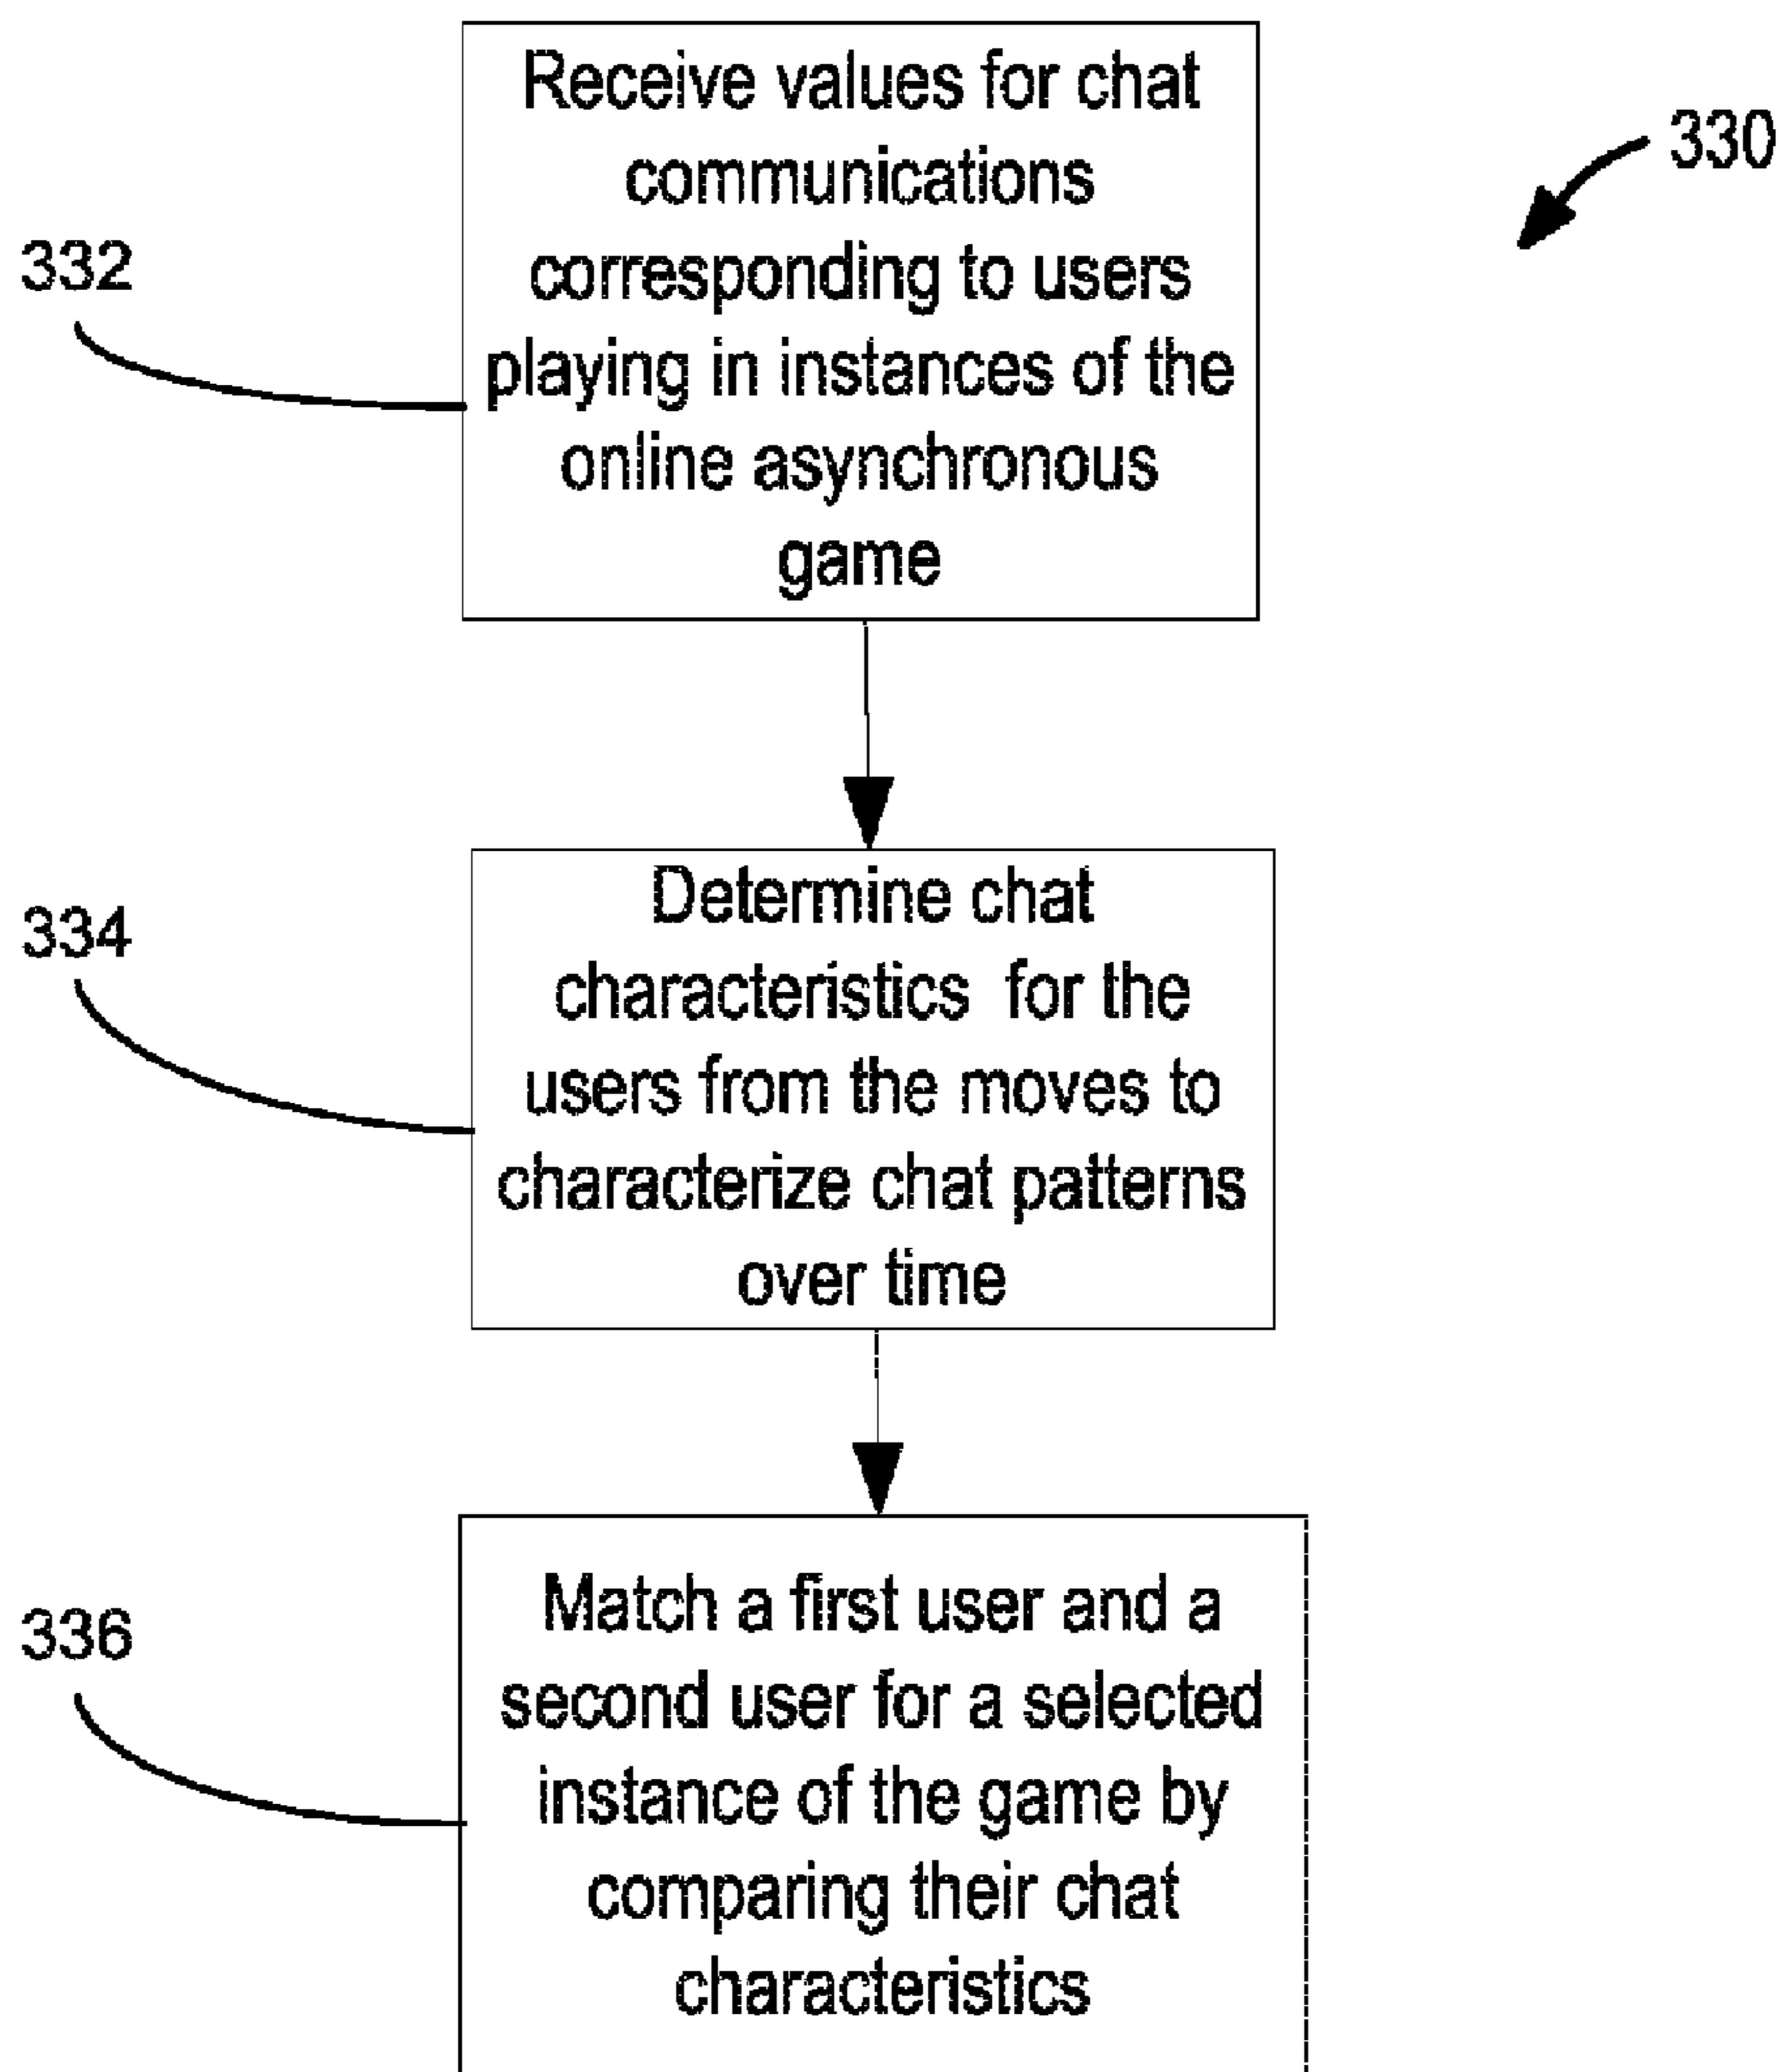 Receive values for chat
communications
corresponding to users
playing in instances of the
online asynchronous
game
330
332
Determine chat
characteristics for the
users from the moves to
characterize chat patterns
over time
334
Match a first user and a
second user for a selected
instance of the game by
comparing their chat
characteristics
336